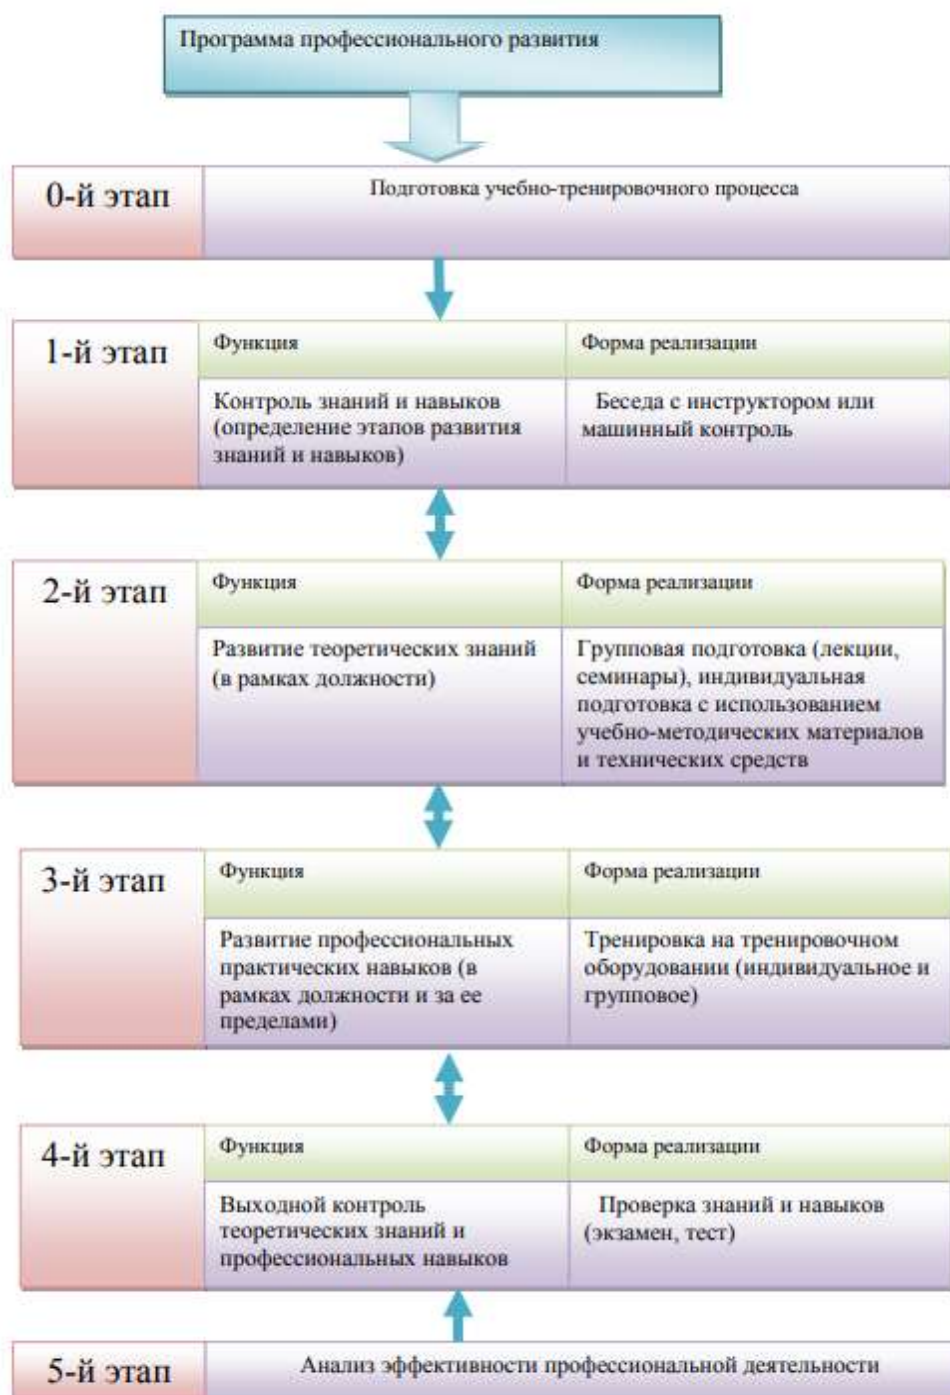 Программа профессионального развития
0-й этап
Подготовка учебно-тренировочного процесса
1-й этап
Функция
Форма реализации
Контроль знаний и навыков
(определение этапов развития
знаний и навыков)
Беседа с инструктором или
машинный контроль
2-й этап
Функция
Форма реализации
Развитие теоретических знаний
(в рамках должности)
Групповая подготовка (лекции,
семинары), индивидуальная
подготовка с использованием
учебно-методических материалов
и технических средств
3-й этап
Функция
Форма реализации
Развитие профессиональных
практических навыков (в
рамках должности и за ее
пределами)
Тренировка на тренировочном
оборудовании (индивидуальное и
групповое)
4-й этап
Функция
Форма реализации
Выходной контроль
теоретических знаний и
профессиональных навыков
Проверка знаний и навыков
(экзамен, тест)
5-й этап
Анализ эффективности профессиональной деятельности